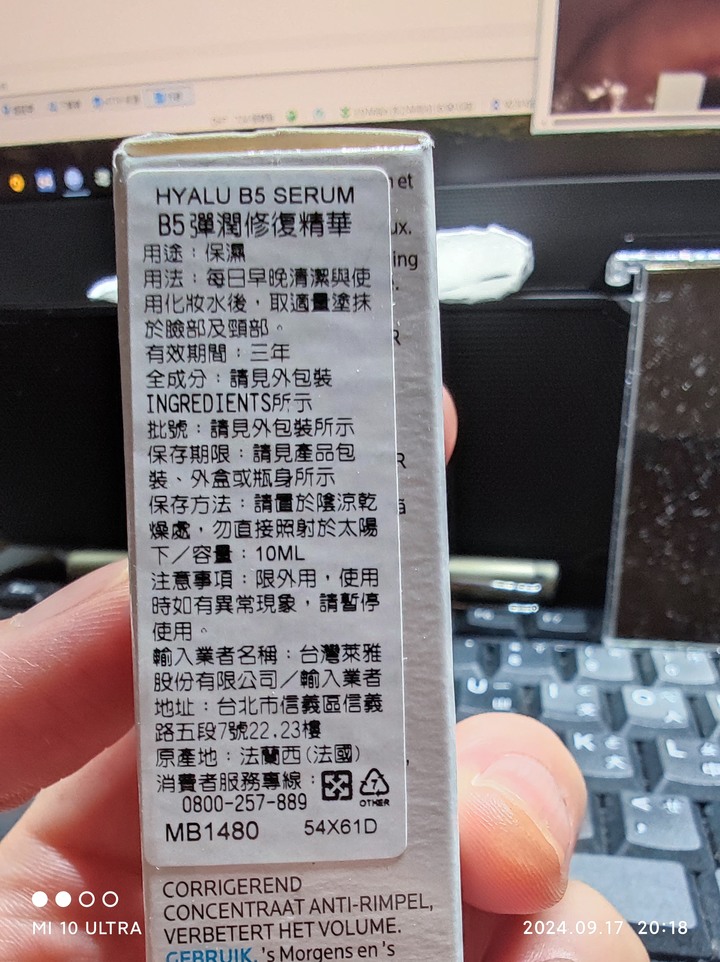 HYALU B5 SERUM
B5彈潤修復精華
用途：保濕
用法：每日早晚清潔與使
用化妝水後，取適量塗抹
於臉部及頸部。
有效期間：三年
全成分：請見外包裝
INGREDIENTS所示
批號：請見外包裝所示
保存期限：請見產品包
裝、外盒或瓶身所示
保存方法：請置於陰涼乾
燥處，勿直接照射於太陽
下／容量：10ML
注意事項：限外用，使用
時如有異常現象，請暫停
使用。
輸入業者名稱：台灣萊雅
股份有限公司／輸入業者
地址：台北市信義區信義
路五段7號22.23樓
原產地：法蘭西(法國)
消費者服務專線：
0800-257-889
7
OTHER
MB1480 54X61D
et
ux.
ing
R
R
CORRIGEREND
CONCENTRAAT ANTI-RIMPEL,
VERBETERT HET VOLUME.
GEBRUIK. 's Morgens en 's
U
K
L
MI 10 ULTRA
2024.09.17 20:18